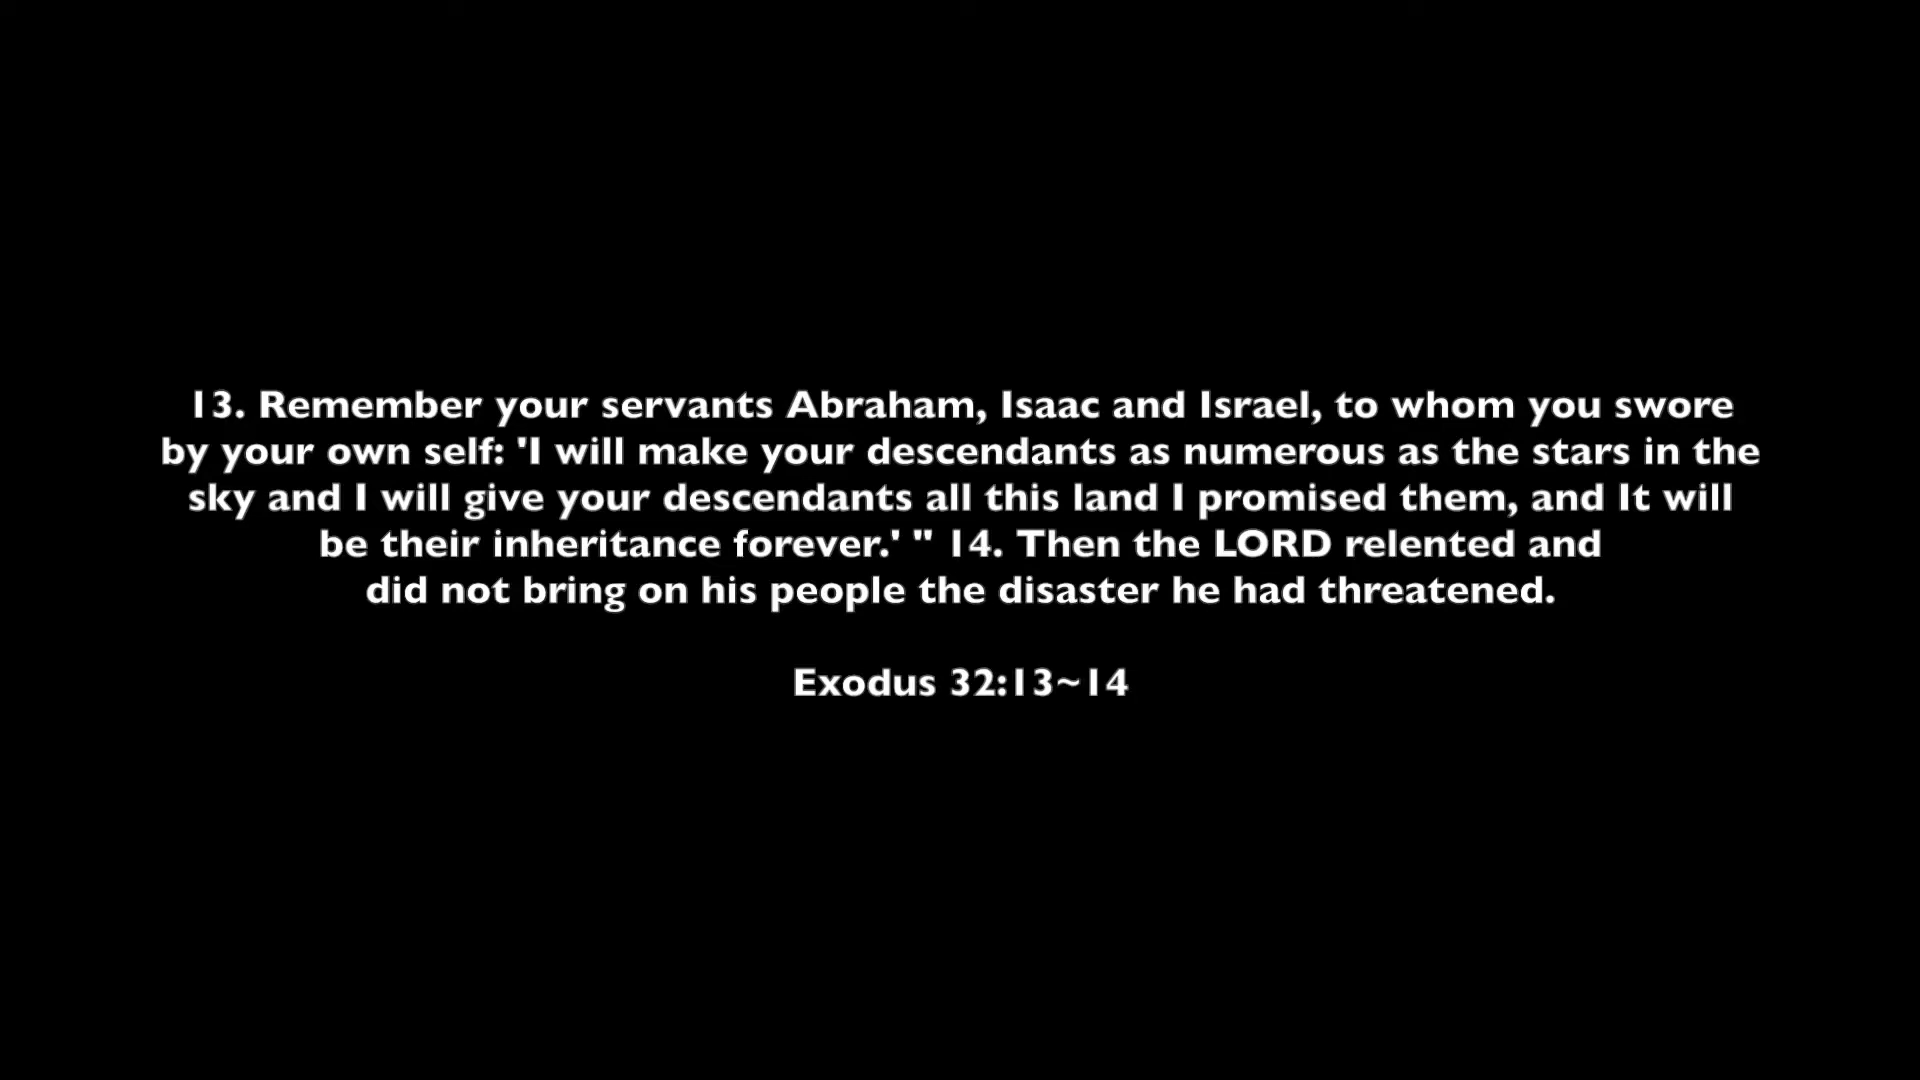 13. Remember your servants Abraham, Isaac and Israel, to whom you swore
by your own self: 'I will make your descendants as numerous as the stars in the
sky and I will give your descendants all this land I promised them, and It will
be their inheritance forever.' " 14. Then the LORD relented and
did not bring on his people the disaster he had threatened.
Exodus 32:13~14